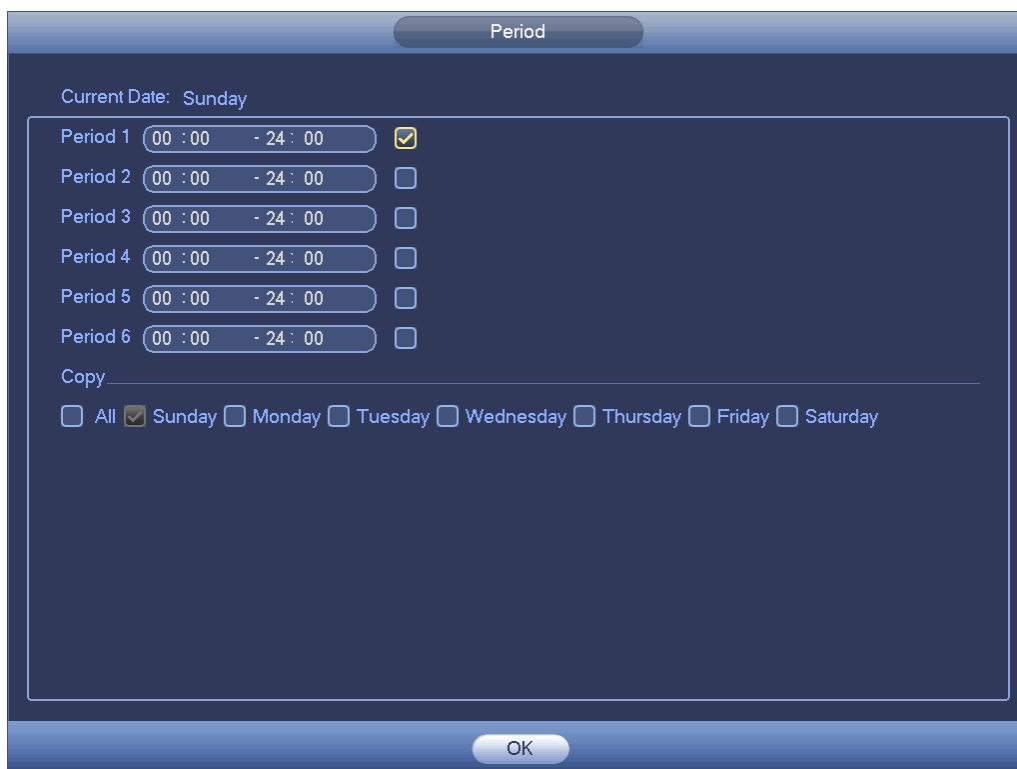 Period
Current Date: Sunday
Period 1 00 :00 - 24 : 00
Period 2 00 :00 - 24 : 00
Period 3 00 :00 - 24 : 00
Period 4 00 :00 - 24 : 00
Period 5 00 :00 - 24 : 00
Period 6 00 :00 - 24 : 00
Copy
All Sunday Monday Tuesday Wednesday Thursday Friday Saturday
OK